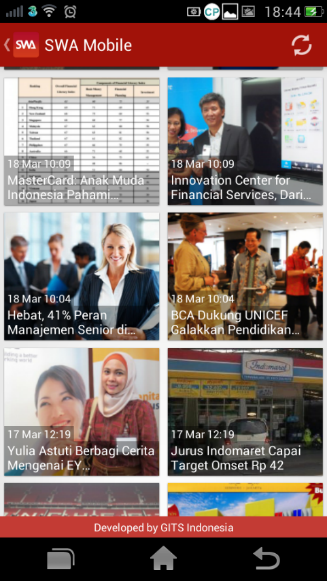 18:44
SWA SWA Mobile
18 Mar 10:09
MasterCard: Anak Muda
Indonesia Pahami...
18 Mar 10:09
Innovation Center for
Financial Services, Dari...
18 Mar 10:04
Hebat, 41% Peran
Manajemen Senior di...
18 Mar 10:04
BCA Dukung UNICEF
Galakkan Pendidikan...
17 Mar 12:19
Yulia Astuti Berbagi Cerita
Mengenai EY...
Indomaret
17 Mar 12:19
Jurus Indomaret Capai
Target Omset Rp 42
Developed by GITS Indonesia